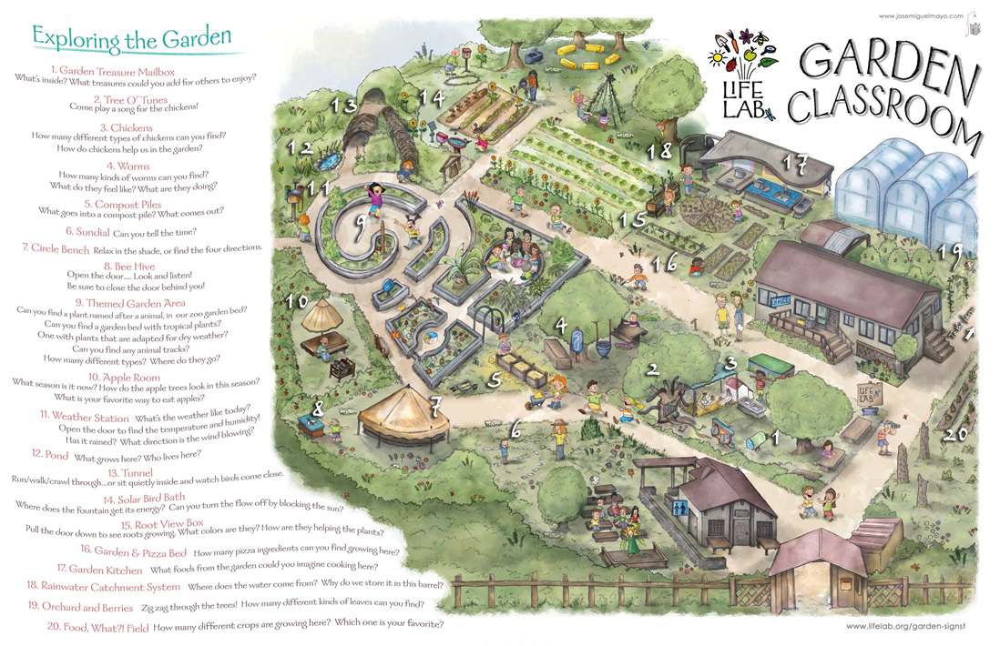 www.josemiguelmayo.com
Exploring the Garden
1. Garden Treasure Mailbox
What's inside? What treasures could you add for others to enjoy?
2. Tree O' Tunes
Come play a song for the chickens!
3. Chickens
How many different types of chickens can you find?
How do chickens help us in the garden?
4. Worms
How many kinds of worms can you find?
What do they feel like? What are they doing?
5. Compost Piles
What goes into a compost pile? What comes out?
6. Sundial Can you tell the time?
7. Circle Bench Relax in the shade, or find the four directions.
8. Bee Hive
Open the door.... Look and listen!
Be sure to close the door behind you!
9. Themed Garden Area
Can you find a plant named after a animal, in our zoo garden bed?
Can you find a garden bed with tropical plants?
One with plants that are adapted for dry weather?
Can you find any animal tracks?
How many different types? Where do they go?
10. Apple Room
What season is it now? How do the apple trees look in this season?
What is your favorite way to eat apples?
11. Weather Station What's the weather like today?
Open the door to find the temperature and humidity!
Has it rained? What direction is the wind blowing?
12. Pond What grows here? Who lives here?
13. Tunnel
Run/walk/crawl through...or sit quietly inside and watch birds come close.
14. Solar Bird Bath
Where does the fountain get its energy? Can you turn the flow off by blocking the sun?
15. Root View Box
Pull the door down to see roots growing. What colors are they? How are they helping the plants?
16. Garden & Pizza Bed How many pizza ingredients can you find growing here?
17. Garden Kitchen What foods from the garden could you imagine cooking here?
18. Rainwater Catchment System Where does the water come from? Why do we store it in this barrel?
19. Orchard and Berries Zig zag through the trees! How many different kinds of leaves can you find?
20. Food, What?! Field How many different crops are growing here? Which one is your favorite?
LIFE
LAB
GARDEN
CLASSROOM
13
14
12
11
9
18
17
15
16
19
10
4
1
5
2
3
8
7
6
1
20
OFFICE
To the Farm
LIFE
LAB
www.lifelab.org/garden-signst